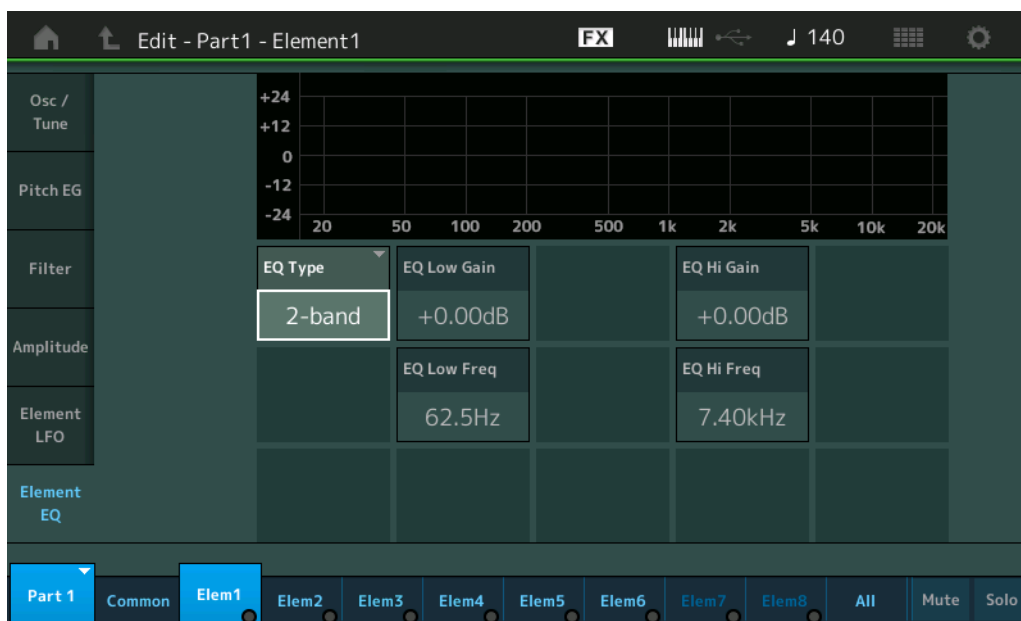 Edit - Part1 - Element1
FX
♩ 140
Osc /
Tune
Pitch EG
Filter
Amplitude
Element
LFO
Element
EQ
+24
+12
0
-12
-24
20 50 100 200 500 1k 2k 5k 10k 20k
EQ Type EQ Low Gain EQ Hi Gain
2-band +0.00dB +0.00dB
EQ Low Freq EQ Hi Freq
62.5Hz 7.40kHz
Part 1 Common Elem1 Elem2 Elem3 Elem4 Elem5 Elem6 Elem7 Elem8 All Mute Solo